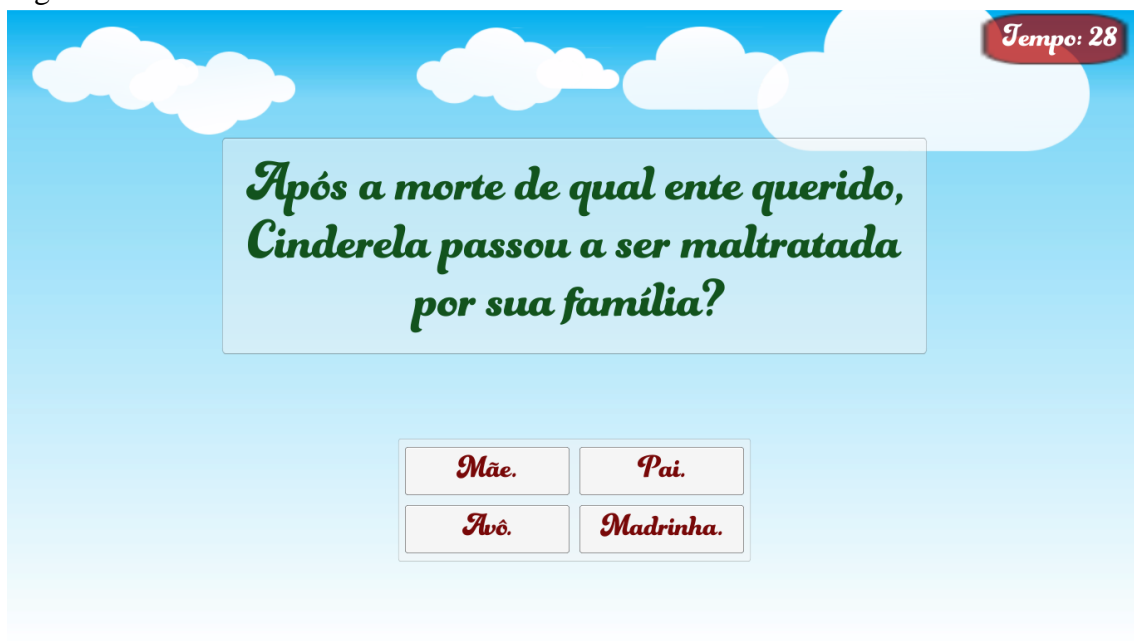 Tempo: 28
Após a morte de qual ente querido,
Cinderela passou a ser maltratada
por sua família?
Mãe.
Pai.
Avô.
Madrinha.